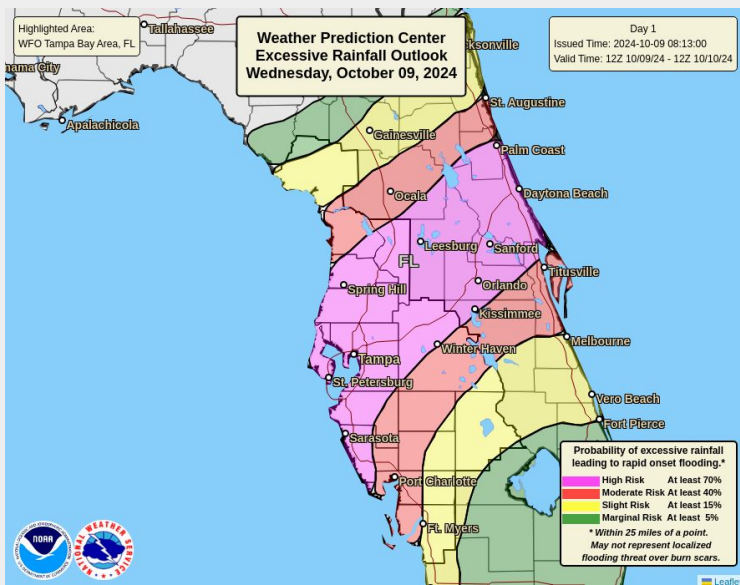 Highlighted Area:
WFO Tampa Bay Area, FL
Weather Prediction Center
Excessive Rainfall Outlook
Wednesday, October 09, 2024
Day 1
Issued Time: 2024-10-09 08:13:00
Valid Time: 12Z 10/09/24 - 12Z 10/10/24
Tallahassee
ksonville
nama City
Apalachicola
St. Augustine
Gainesville
Palm Coast
Ocala
Daytona Beach
Leesburg
Sanford
FL
Titusville
Spring Hill
Orlando
Kissimmee
Melbourne
Winter Haven
Tampa
St. Petersburg
Vero Beach
Fort Pierce
Sarasota
Port Charlotte
Ft. Myers
Probability of excessive rainfall
leading to rapid onset flooding.*
High Risk At least 70%
Moderate Risk At least 40%
Slight Risk At least 15%
Marginal Risk At least 5%
* Within 25 miles of a point.
May not represent localized
flooding threat over burn scars.
NOAA
NATIONAL WEATHER SERVICE
Leafle